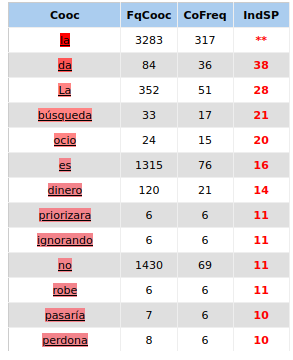 Cooc FqCooc CoFreq IndSP
la 3283 317 **
da 84 36 38
La 352 51 28
búsqueda 33 17 21
ocio 24 15 20
es 1315 76 16
dinero 120 21 14
priorizara 6 6 11
ignorando 6 6 11
no 1430 69 11
robe 6 6 11
pasaría 7 6 10
perdona 8 6 10